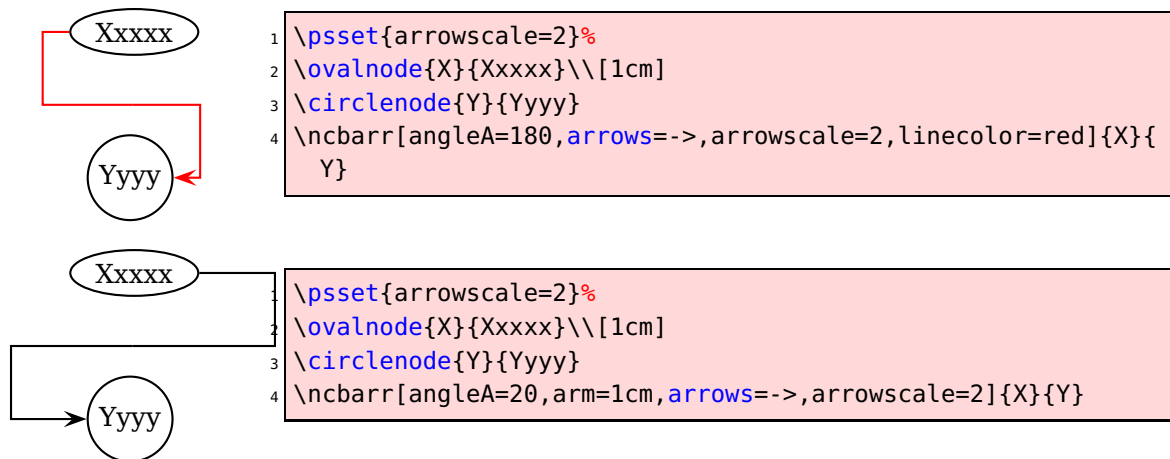 Xxxxx
Yyyy
1 \psset{arrowscale=2}%
2 \ovalnode{X}{Xxxxx}\\[1cm]
3 \circlenode{Y}{Yyyy}
4 \ncbarr[angleA=180,arrows=->,arrowscale=2,linecolor=red]{X}{
Y}
Xxxxx
Yyyy
1 \psset{arrowscale=2}%
2 \ovalnode{X}{Xxxxx}\\[1cm]
3 \circlenode{Y}{Yyyy}
4 \ncbarr[angleA=20,arm=1cm,arrows=->,arrowscale=2]{X}{Y}